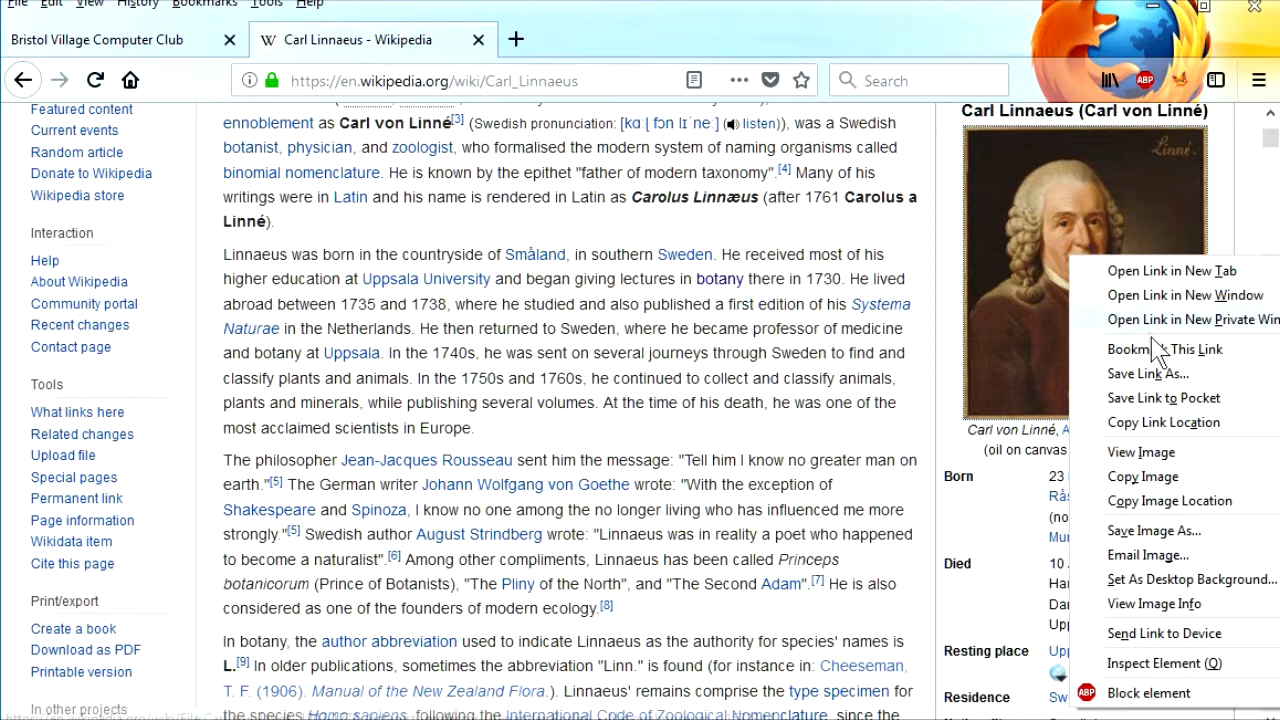 File Edit View History Bookmarks Tools Help
Bristol Village Computer Club
Carl Linnaeus - Wikipedia
https://en.wikipedia.org/wiki/Carl_Linnaeus
Search
ABP
Featured content
Current events
Random article
Donate to Wikipedia
Wikipedia store
Interaction
Help
About Wikipedia
Community portal
Recent changes
Contact page
Tools
What links here
Related changes
Upload file
Special pages
Permanent link
Page information
Wikidata item
Cite this page
Print/export
Create a book
Download as PDF
Printable version
In other projects
ennoblement as Carl von Linné[3] (Swedish pronunciation: [kɑːɭ fɔn lɪˈneː] (listen)), was a Swedish
botanist, physician, and zoologist, who formalised the modern system of naming organisms called
binomial nomenclature. He is known by the epithet "father of modern taxonomy".[4] Many of his
writings were in Latin and his name is rendered in Latin as Carolus Linnæus (after 1761 Carolus a
Linné).
Linnaeus was born in the countryside of Småland, in southern Sweden. He received most of his
higher education at Uppsala University and began giving lectures in botany there in 1730. He lived
abroad between 1735 and 1738, where he studied and also published a first edition of his Systema
Naturae in the Netherlands. He then returned to Sweden, where he became professor of medicine
and botany at Uppsala. In the 1740s, he was sent on several journeys through Sweden to find and
classify plants and animals. In the 1750s and 1760s, he continued to collect and classify animals,
plants and minerals, while publishing several volumes. At the time of his death, he was one of the
most acclaimed scientists in Europe.
The philosopher Jean-Jacques Rousseau sent him the message: "Tell him I know no greater man on
earth."[5] The German writer Johann Wolfgang von Goethe wrote: "With the exception of
Shakespeare and Spinoza, I know no one among the no longer living who has influenced me more
strongly."[5] Swedish author August Strindberg wrote: "Linnaeus was in reality a poet who happened
to become a naturalist".[6] Among other compliments, Linnaeus has been called Princeps
botanicorum (Prince of Botanists), "The Pliny of the North", and "The Second Adam".[7] He is also
considered as one of the founders of modern ecology.[8]
In botany, the author abbreviation used to indicate Linnaeus as the authority for species' names is
L.[9] In older publications, sometimes the abbreviation "Linn." is found (for instance in: Cheeseman,
T. F. (1906). Manual of the New Zealand Flora.). Linnaeus' remains comprise the type specimen for
the species Homo sapiens, following the International Code of Zoological Nomenclature, since the
Carl Linnaeus (Carl von Linné)
Linné.
Carl von Linné, A
(oil on canvas
Born
23
Rås
(no
Mu
Died
10
Har
Dar
Upp
Resting place
Upp
Residence
Sw
Open Link in New Tab
Open Link in New Window
Open Link in New Private Win
Bookmark This Link
Save Link As...
Save Link to Pocket
Copy Link Location
View Image
Copy Image
Copy Image Location
Save Image As...
Email Image...
Set As Desktop Background...
View Image Info
Send Link to Device
Inspect Element (Q)
ABP
Block element